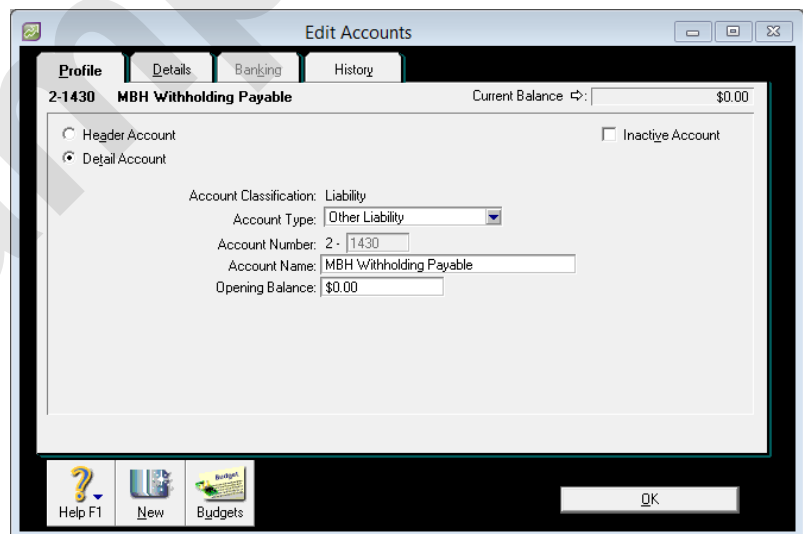 Edit Accounts
Profile Details Banking History
2-1430 MBH Withholding Payable Current Balance ⇨: $0.00
Header Account Inactive Account
Detail Account
Account Classification: Liability
Account Type: Other Liability
Account Number: 2 - 1430
Account Name: MBH Withholding Payable
Opening Balance: $0.00
Budget
Help F1 New Budgets OK